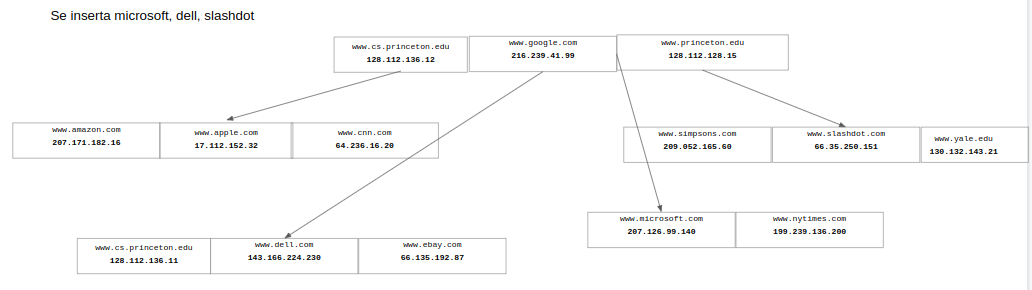 Se inserta microsoft, dell, slashdot
www.cs.princeton.edu
128.112.136.12
www.google.com
216.239.41.99
www.princeton.edu
128.112.128.15
www.amazon.com
207.171.182.16
www.apple.com
17.112.152.32
www.cnn.com
64.236.16.20
www.simpsons.com
209.052.165.60
www.slashdot.com
66.35.250.151
www.yale.edu
130.132.143.21
www.microsoft.com
207.126.99.140
www.nytimes.com
199.239.136.200
www.cs.princeton.edu
128.112.136.11
www.dell.com
143.166.224.230
www.ebay.com
66.135.192.87